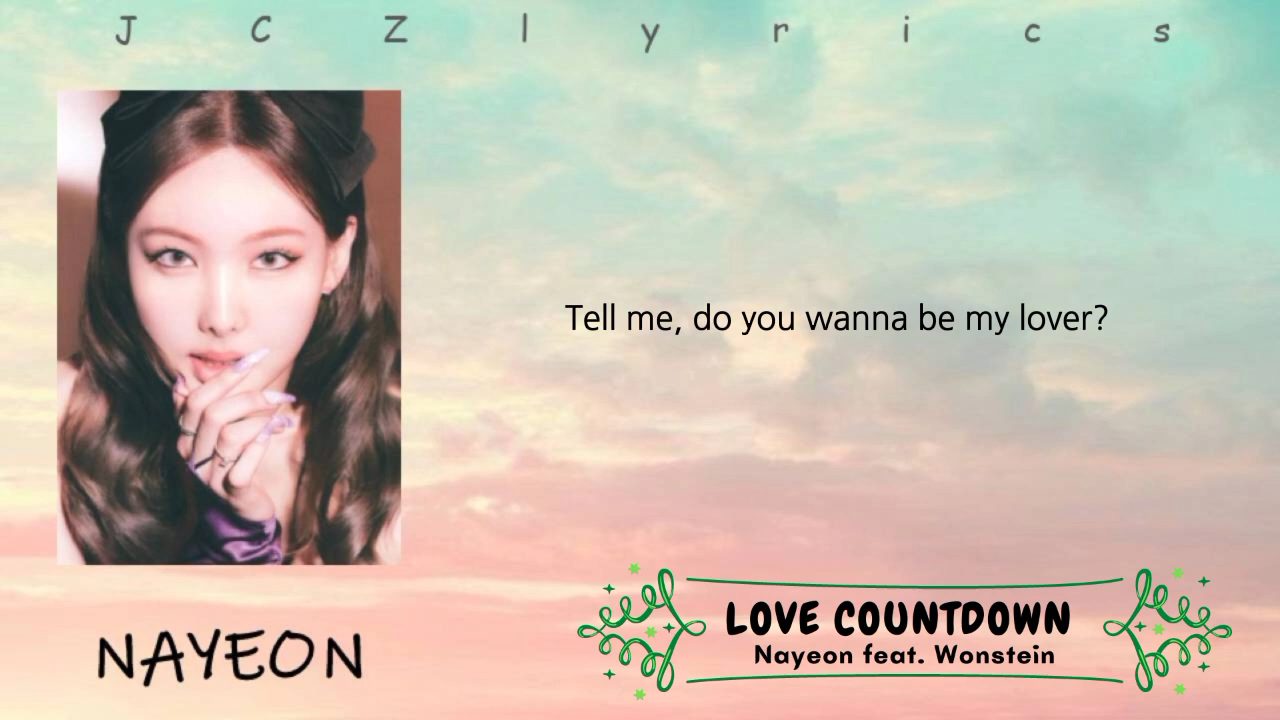 J C Z l y r i c s
Tell me, do you wanna be my lover?
LOVE COUNTDOWN
Nayeon feat. Wonstein
NAYEON